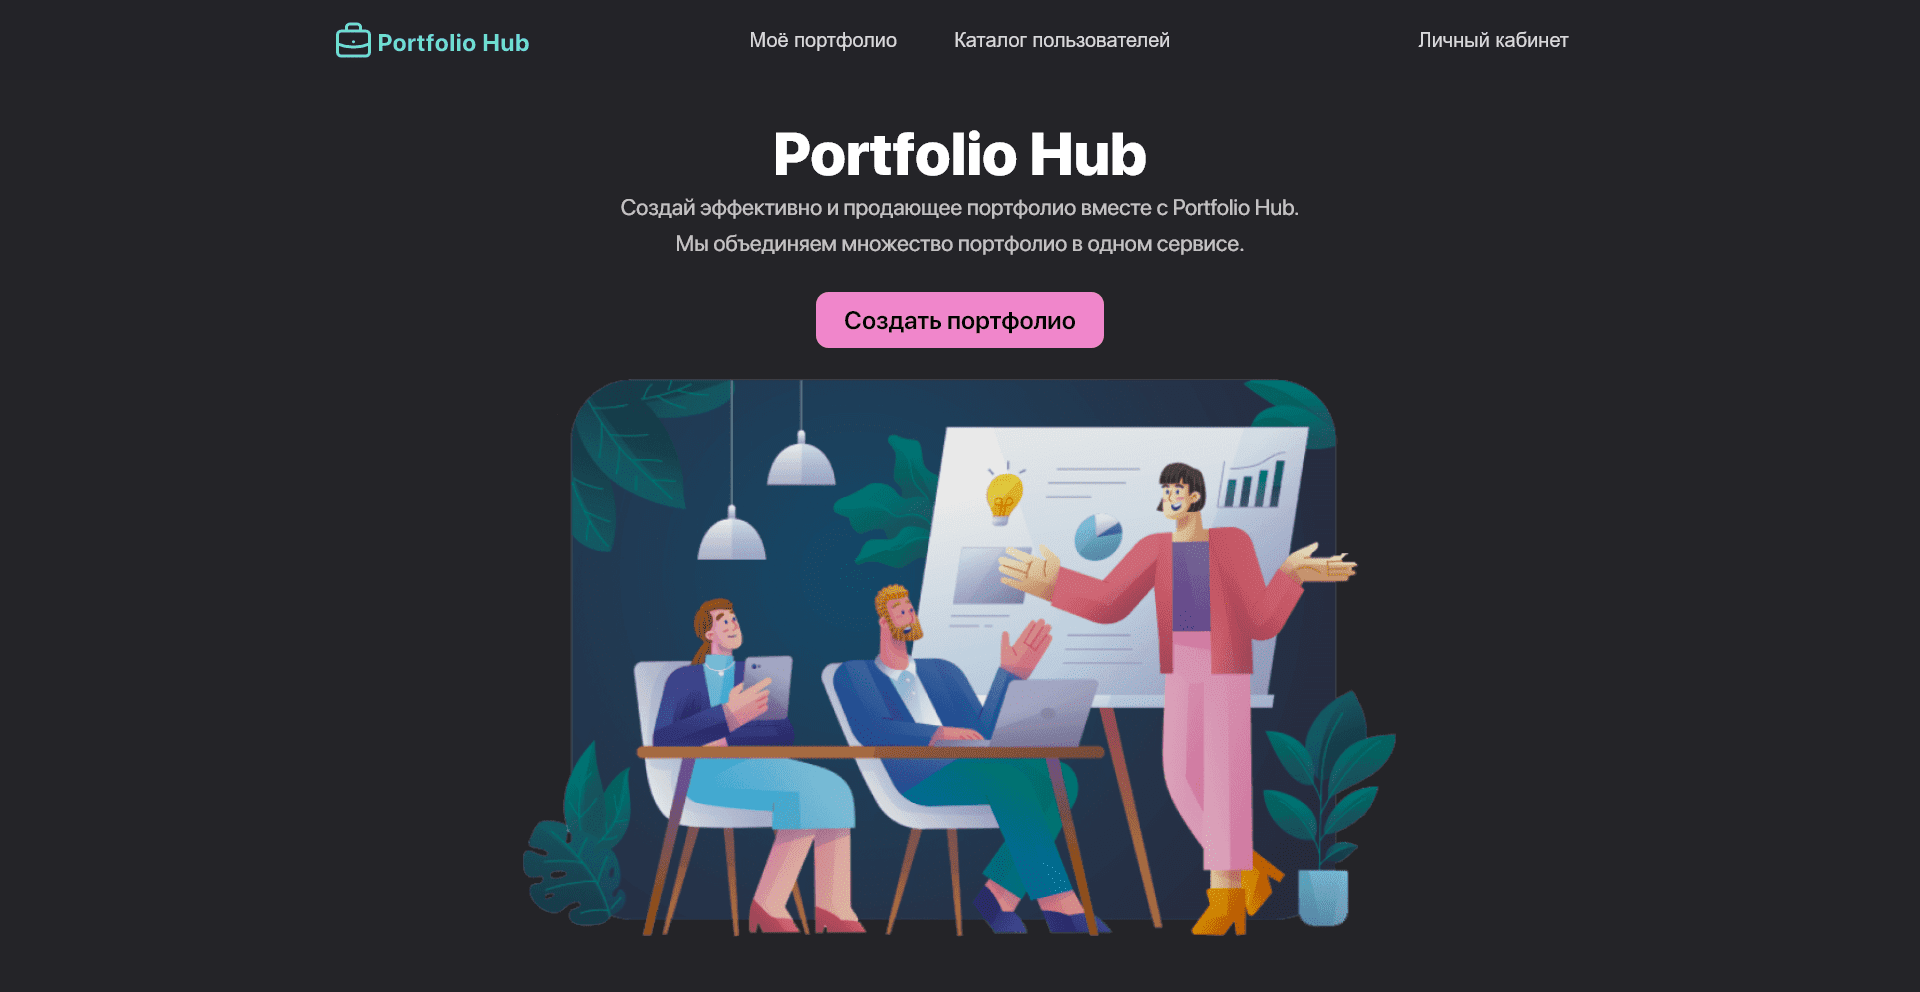 Portfolio Hub
Моё портфолио
Каталог пользователей
Личный кабинет
Portfolio Hub
Создай эффективно и продающее портфолио вместе с Portfolio Hub.
Мы объединяем множество портфолио в одном сервисе.
Создать портфолио